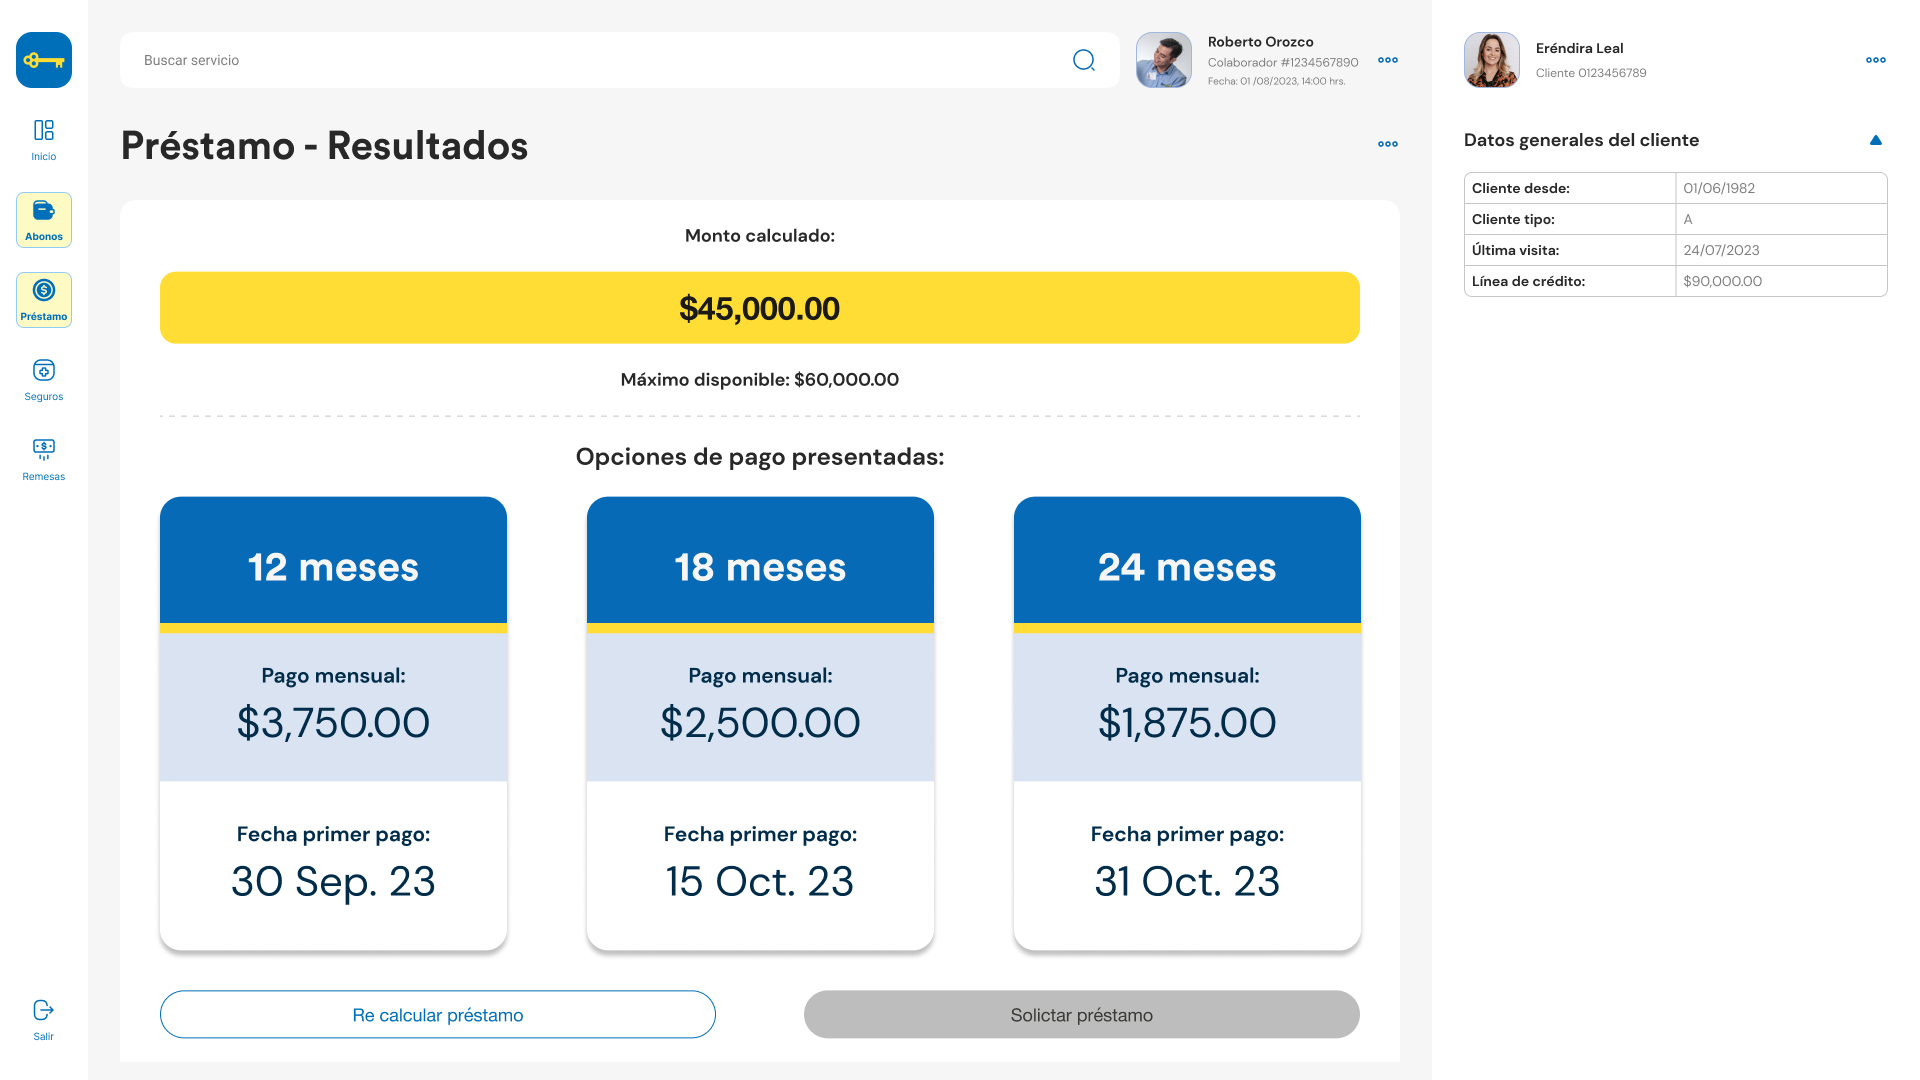 Buscar servicio
Roberto Orozco
Colaborador #1234567890
Fecha: 01 /08/2023, 14:00 hrs.
Eréndira Leal
Cliente 0123456789
Inicio
Abonos
Préstamo
Seguros
Remesas
Salir
Préstamo - Resultados
Monto calculado:
$45,000.00
Máximo disponible: $60,000.00
Opciones de pago presentadas:
12 meses
Pago mensual:
$3,750.00
Fecha primer pago:
30 Sep. 23
18 meses
Pago mensual:
$2,500.00
Fecha primer pago:
15 Oct. 23
24 meses
Pago mensual:
$1,875.00
Fecha primer pago:
31 Oct. 23
Re calcular préstamo
Solictar préstamo
Datos generales del cliente
Cliente desde: 01/06/1982
Cliente tipo: A
Última visita: 24/07/2023
Línea de crédito: $90,000.00